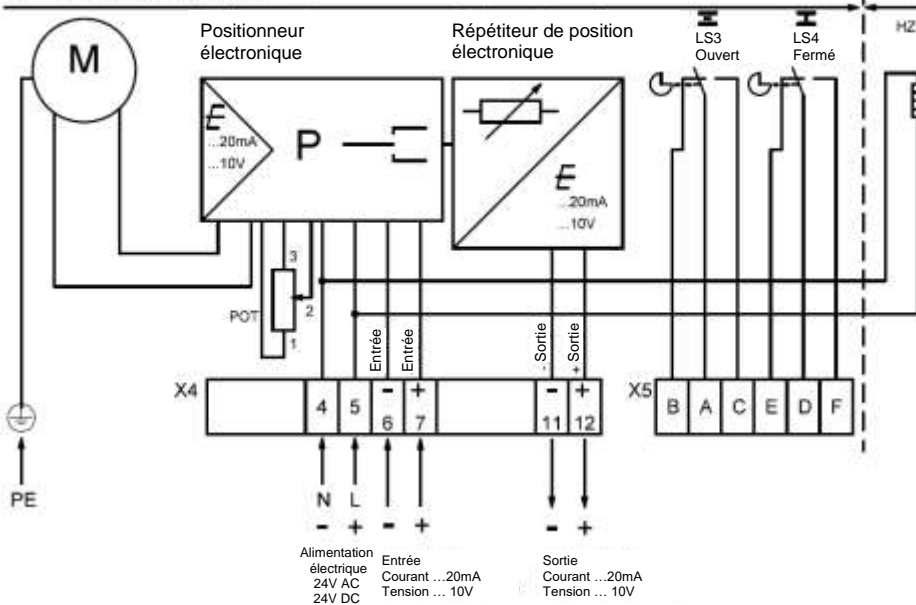 Positionneur
électronique
Répétiteur de position
électronique
LS3
Ouvert
LS4
Fermé
HZ
M
E
...20mA
...10V
P
E
...20mA
...10V
POT
3
2
1
Entrée
Entrée
- Sortie
+ Sortie
X4
4
5
- 6
+ 7
- 11
+ 12
X5
B A C E D F
PE
N
L
- + - +
- +
Alimentation
électrique
24V AC
24V DC
Entrée
Courant ...20mA
Tension ... 10V
Sortie
Courant ...20mA
Tension ... 10V